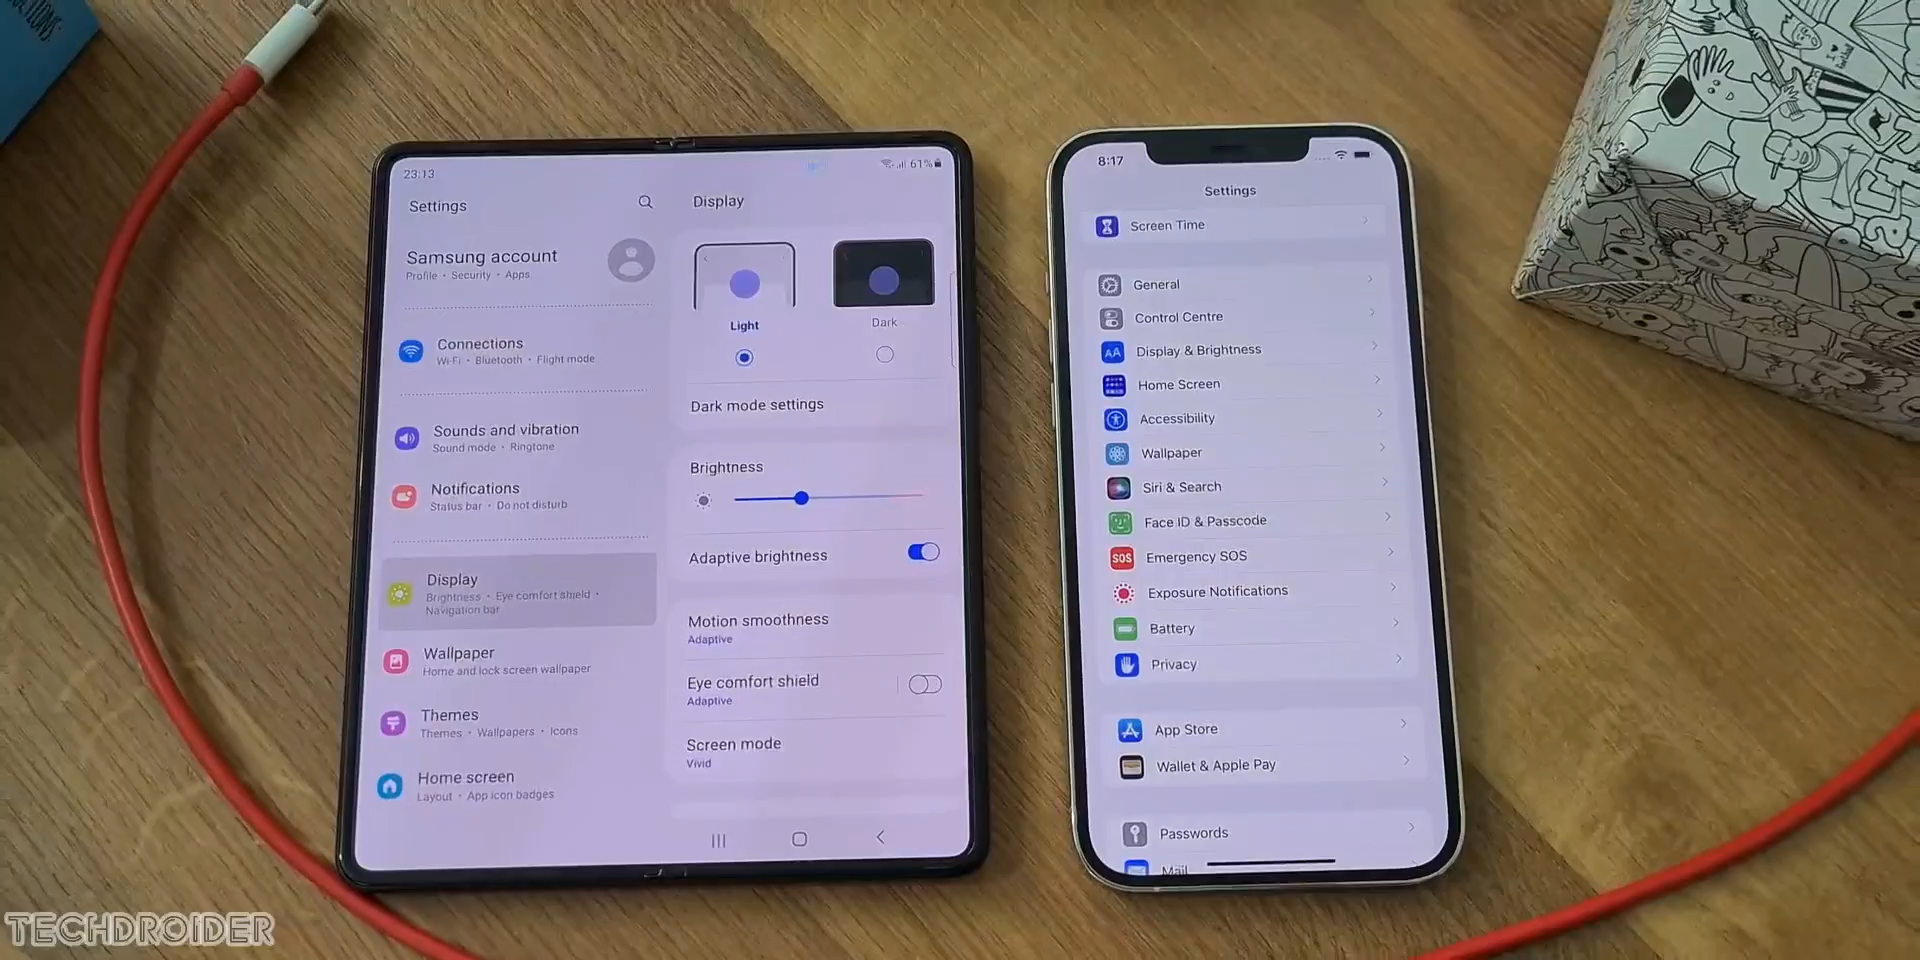 23:13
61%
Settings
Samsung account
Profile • Security • Apps
Connections
Wi-Fi • Bluetooth • Flight mode
Sounds and vibration
Sound mode • Ringtone
Notifications
Status bar • Do not disturb
Display
Brightness • Eye comfort shield •
Navigation bar
Wallpaper
Home and lock screen wallpaper
Themes
Themes • Wallpapers • Icons
Home screen
Layout • App icon badges
Display
Light
Dark
Dark mode settings
Brightness
Adaptive brightness
Motion smoothness
Adaptive
Eye comfort shield
Adaptive
Screen mode
Vivid
8:17
Settings
Screen Time
General
Control Centre
AA Display & Brightness
Home Screen
Accessibility
Wallpaper
Siri & Search
Face ID & Passcode
SOS Emergency SOS
Exposure Notifications
Battery
Privacy
App Store
Wallet & Apple Pay
Passwords
Mail
TECHDROIDER